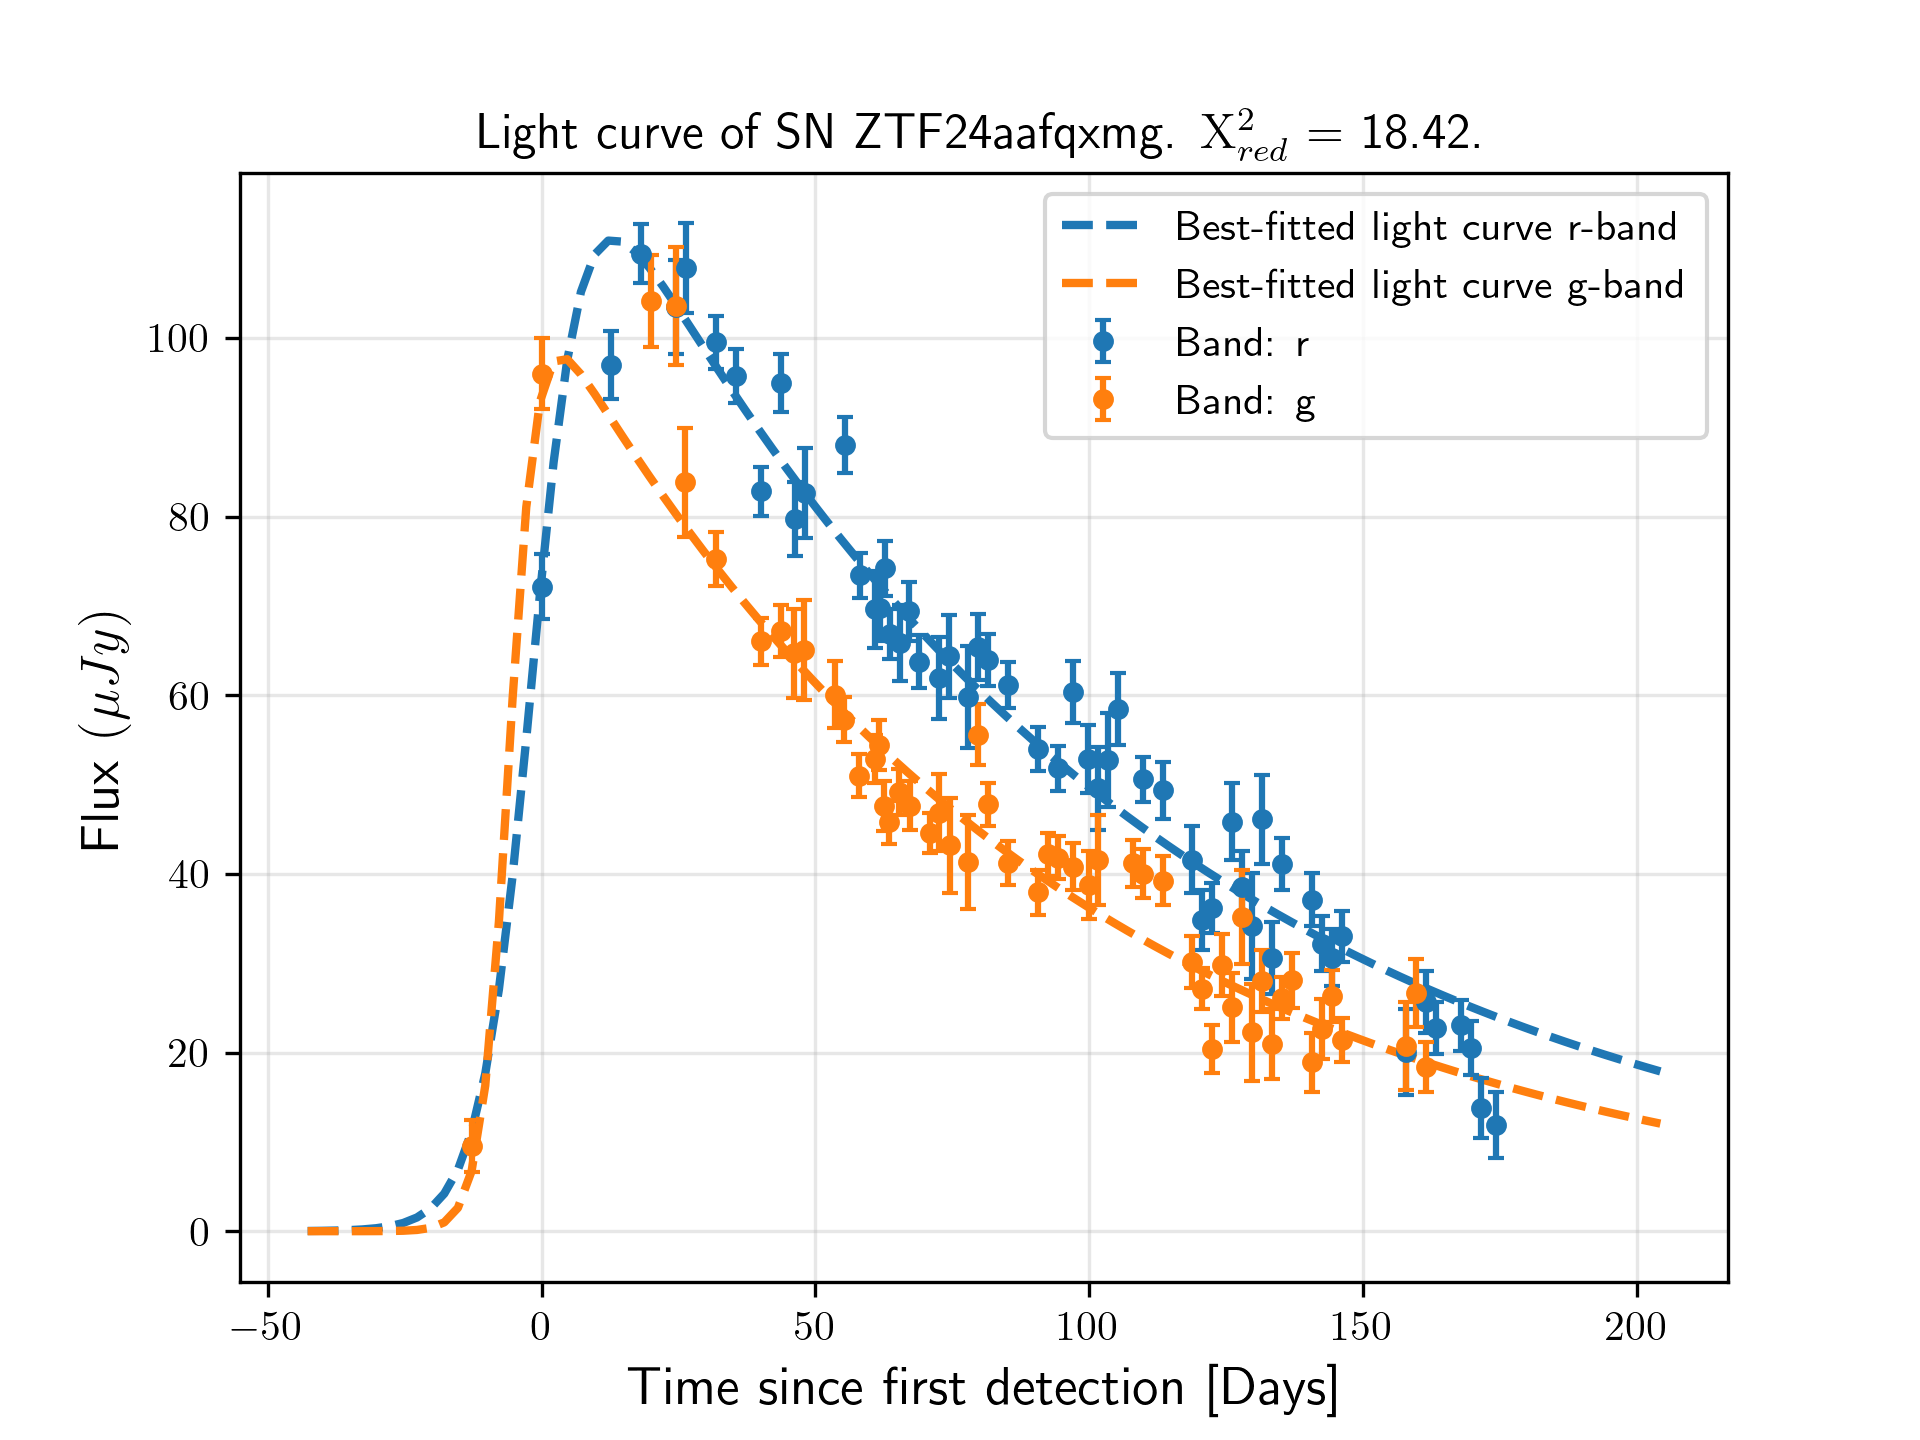 Light curve of SN ZTF24aafqxmg. X²_red = 18.42.
Best-fitted light curve r-band
Best-fitted light curve g-band
Band: r
Band: g
100
80
60
40
20
0
Flux (μJy)
−50 0 50 100 150 200
Time since first detection [Days]